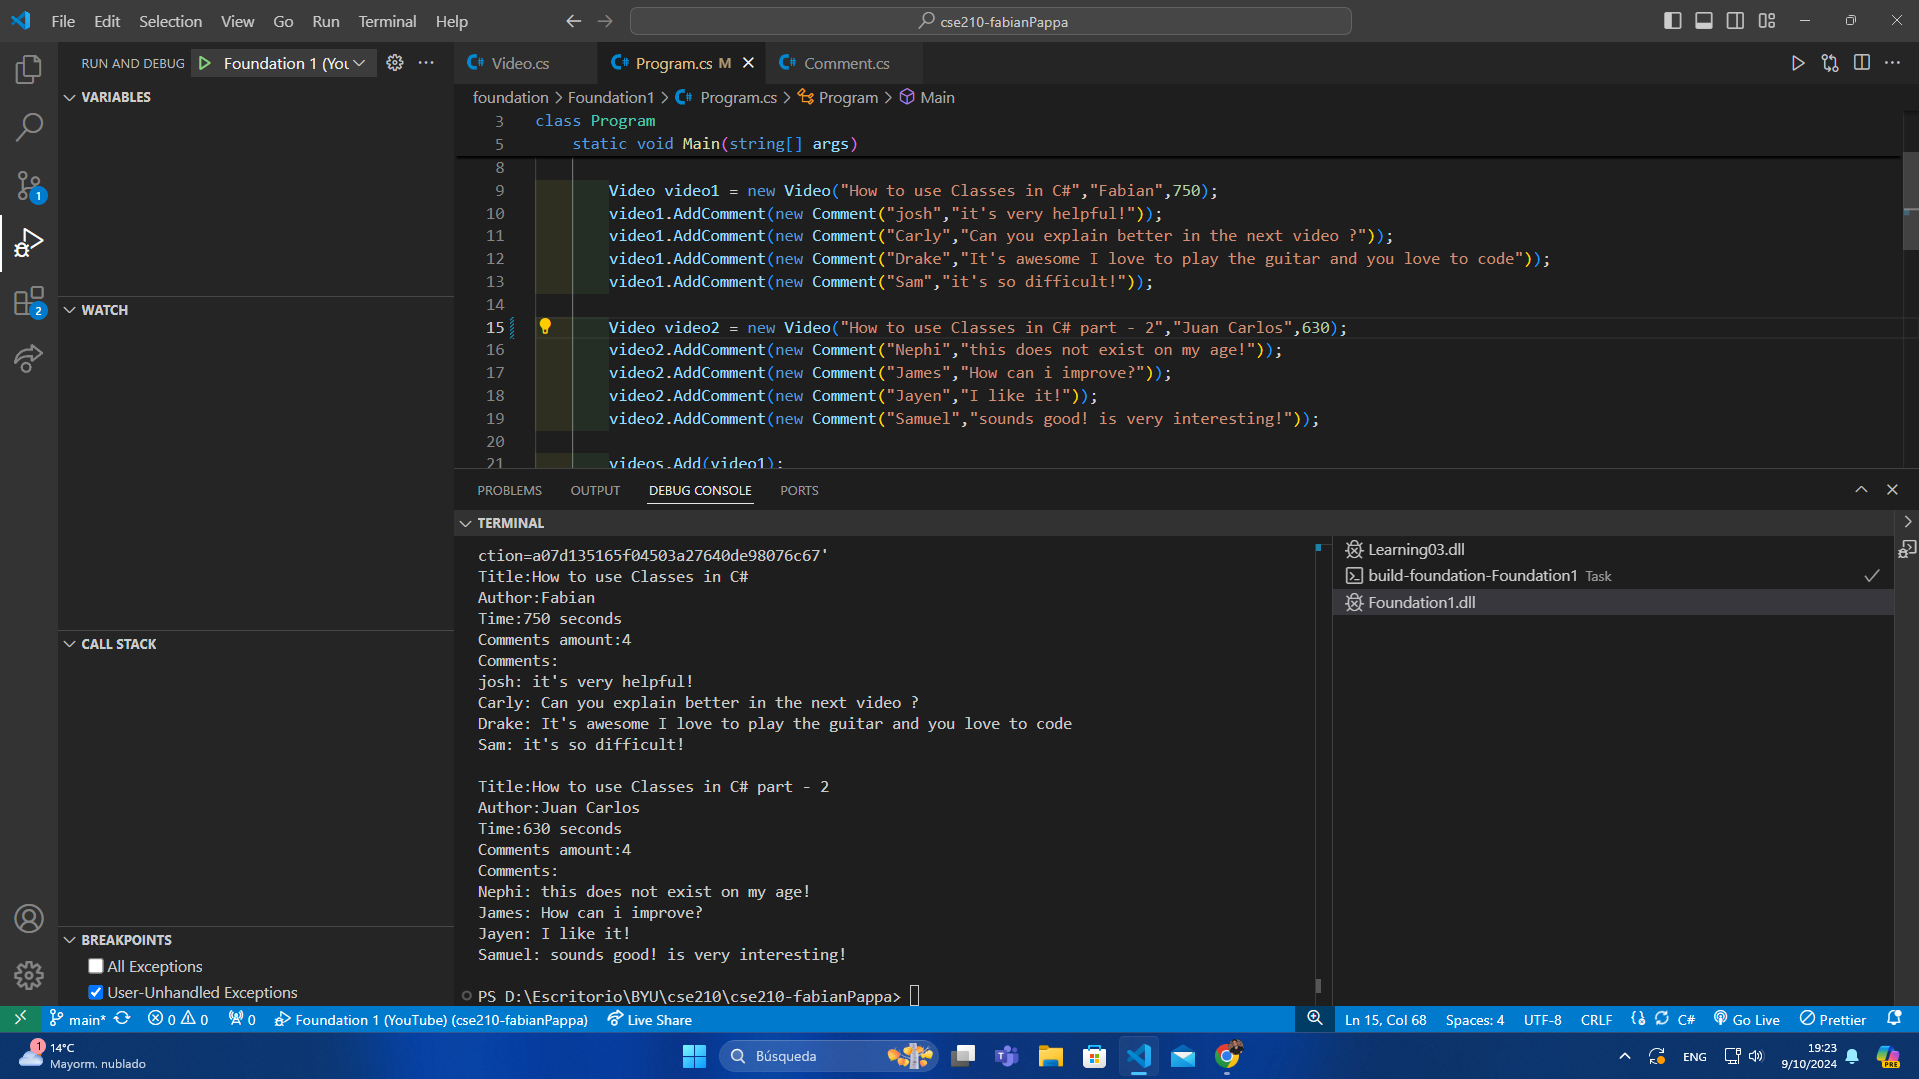 File Edit Selection View Go Run Terminal Help
cse210-fabianPappa
RUN AND DEBUG Foundation 1 (You
Video.cs Program.cs M Comment.cs
foundation > Foundation1 > Program.cs > Program > Main
VARIABLES
WATCH
CALL STACK
BREAKPOINTS
All Exceptions
User-Unhandled Exceptions
1
2
3 class Program
5 static void Main(string[] args)
8
9 Video video1 = new Video("How to use Classes in C#","Fabian",750);
10 video1.AddComment(new Comment("josh","it's very helpful!"));
11 video1.AddComment(new Comment("Carly","Can you explain better in the next video ?"));
12 video1.AddComment(new Comment("Drake","It's awesome I love to play the guitar and you love to code"));
13 video1.AddComment(new Comment("Sam","it's so difficult!"));
14
15 Video video2 = new Video("How to use Classes in C# part - 2","Juan Carlos",630);
16 video2.AddComment(new Comment("Nephi","this does not exist on my age!"));
17 video2.AddComment(new Comment("James","How can i improve?"));
18 video2.AddComment(new Comment("Jayen","I like it!"));
19 video2.AddComment(new Comment("Samuel","sounds good! is very interesting!"));
20
21 videos.Add(video1);
PROBLEMS OUTPUT DEBUG CONSOLE PORTS
TERMINAL
ction=a07d135165f04503a27640de98076c67'
Title:How to use Classes in C#
Author:Fabian
Time:750 seconds
Comments amount:4
Comments:
josh: it's very helpful!
Carly: Can you explain better in the next video ?
Drake: It's awesome I love to play the guitar and you love to code
Sam: it's so difficult!
Title:How to use Classes in C# part - 2
Author:Juan Carlos
Time:630 seconds
Comments amount:4
Comments:
Nephi: this does not exist on my age!
James: How can i improve?
Jayen: I like it!
Samuel: sounds good! is very interesting!
PS D:\Escritorio\BYU\cse210\cse210-fabianPappa>
Learning03.dll
build-foundation-Foundation1 Task
Foundation1.dll
main* 0 0 0 Foundation 1 (YouTube) (cse210-fabianPappa) Live Share Ln 15, Col 68 Spaces: 4 UTF-8 CRLF C# Go Live Prettier
1
14°C
Mayorm. nublado
Búsqueda
ENG
19:23
9/10/2024
PRE